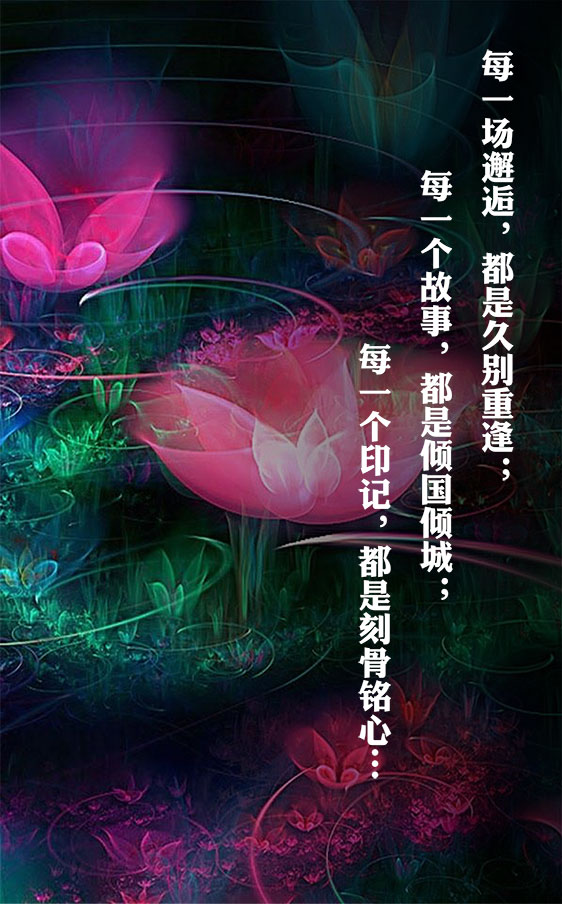 每一场邂逅，都是久别重逢；
每一个故事，都是倾国倾城；
每一个印记，都是刻骨铭心…